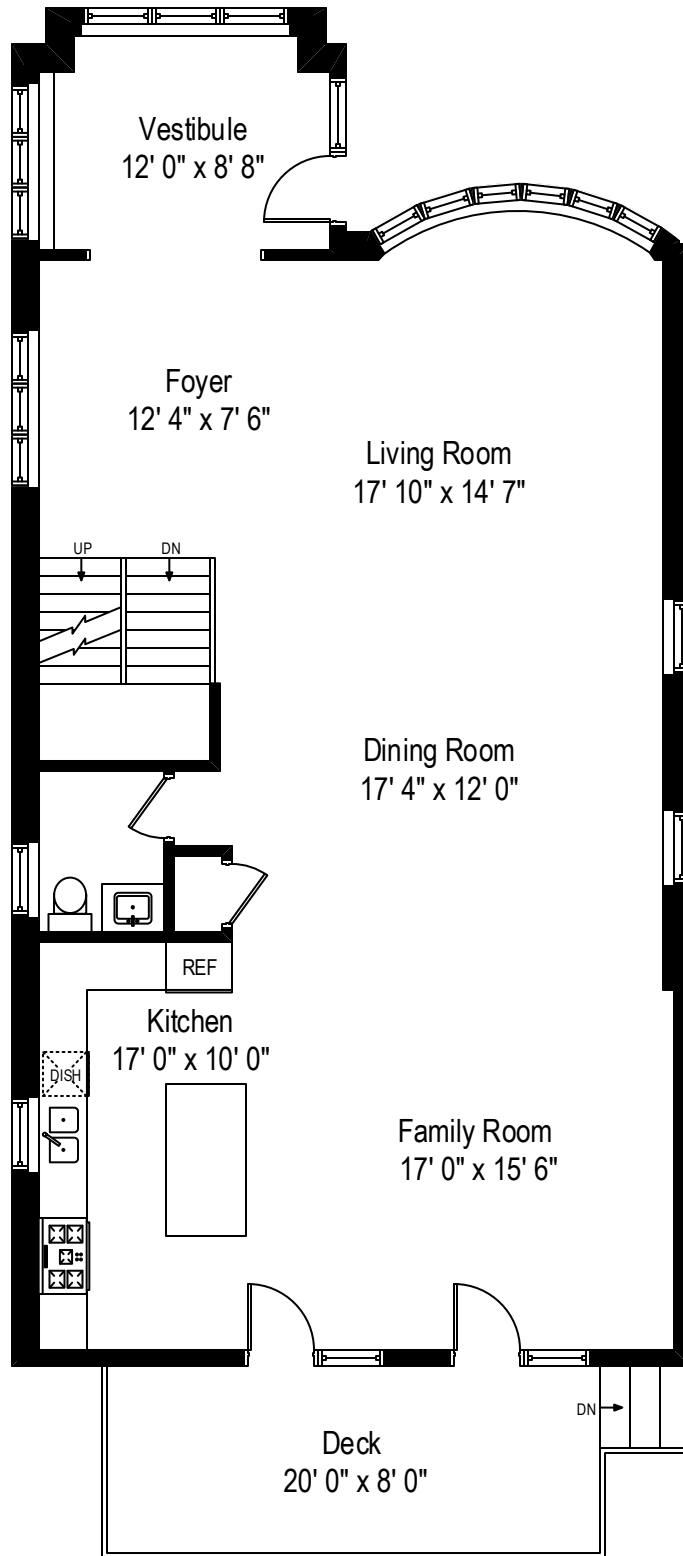 Vestibule
12' 0" x 8' 8"
Foyer
12' 4" x 7' 6"
Living Room
17' 10" x 14' 7"
UP
DN
Dining Room
17' 4" x 12' 0"
REF
Kitchen
17' 0" x 10' 0"
DISH
Family Room
17' 0" x 15' 6"
DN
Deck
20' 0" x 8' 0"